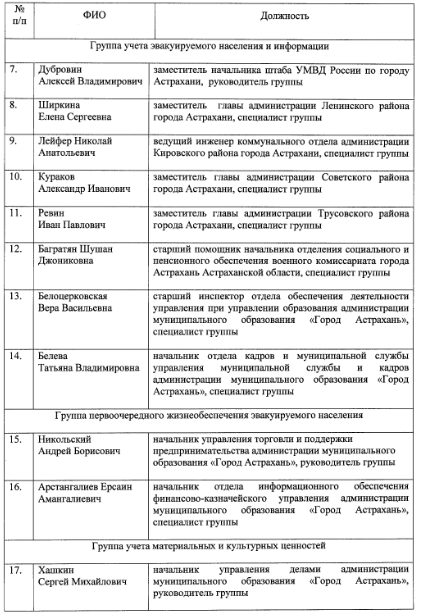 № п/п ФИО Должность
Группа учета эвакуируемого населения и информации
7. Дубровин заместитель начальника штаба УМВД России по городу
Алексей Владимирович Астрахани, руководитель группы
8. Ширкина заместитель главы администрации Ленинского района
Елена Сергеевна города Астрахани, специалист группы
9. Лейфер Николай ведущий инженер коммунального отдела администрации
Анатольевич Кировского района города Астрахани, специалист группы
10. Кураков заместитель главы администрации Советского района
Александр Иванович города Астрахани, специалист группы
11. Ревин заместитель главы администрации Трусовского района
Иван Павлович города Астрахани, специалист группы
12. Багратян Шушан старший помощник начальника отделения социального и
Джониковна пенсионного обеспечения военного комиссариата города
Астрахань Астраханской области, специалист группы
13. Белоцерковская старший инспектор отдела обеспечения деятельности
Вера Васильевна управления при управлении образования администрации
муниципального образования «Город Астрахань»,
специалист группы
14. Белева начальник отдела кадров и муниципальной службы
Татьяна Владимировна управления муниципальной службы и кадров
администрации муниципального образования «Город
Астрахань», специалист группы
Группа первоочередного жизнеобеспечения эвакуируемого населения
15. Никольский начальник управления торговли и поддержки
Андрей Борисович предпринимательства администрации муниципального
образования «Город Астрахань», руководитель группы
16. Арстангалиев Ерсаин начальник отдела информационного обеспечения
Амангалиевич финансово-казначейского управления администрации
муниципального образования «Город Астрахань»,
специалист группы
Группа учета материальных и культурных ценностей
17. Хашкин начальник управления делами администрации
Сергей Михайлович муниципального образования «Город Астрахань»,
руководитель группы